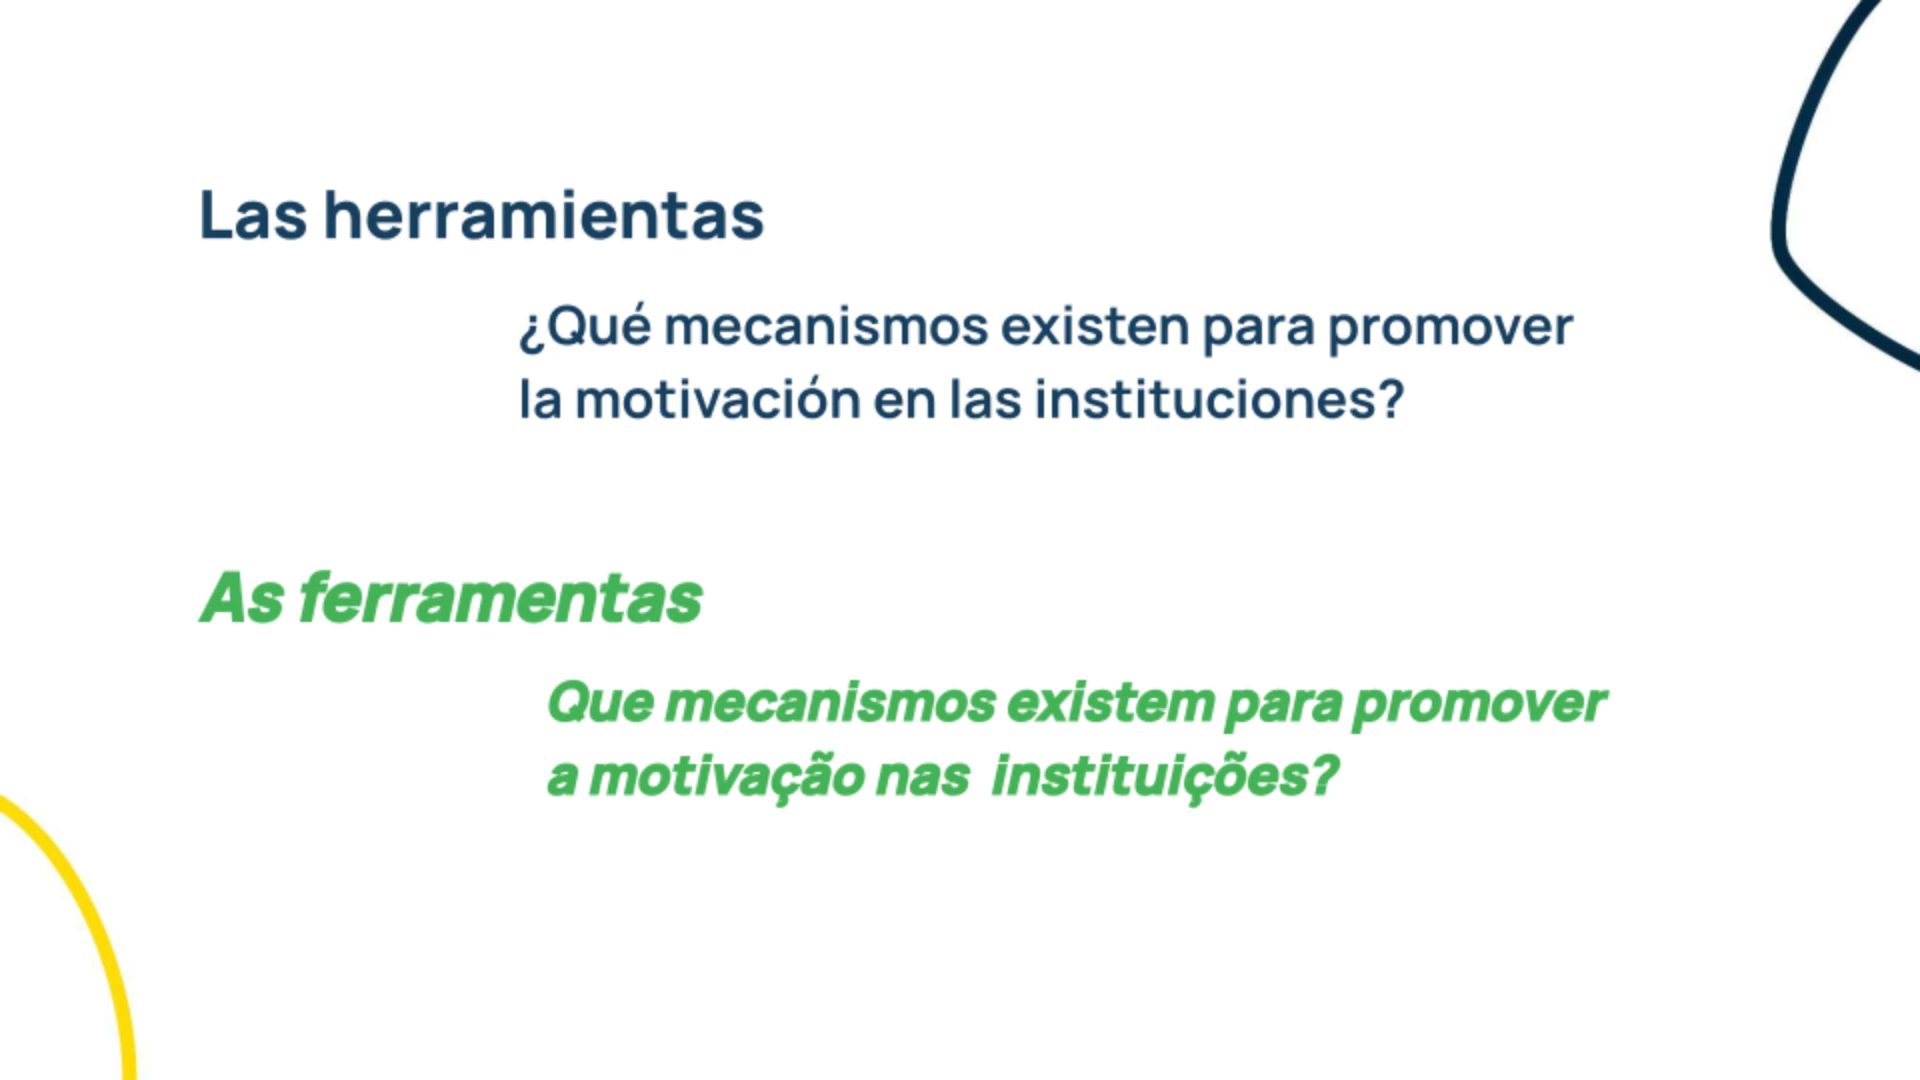 Las herramientas
¿Qué mecanismos existen para promover
la motivación en las instituciones?
As ferramentas
Que mecanismos existem para promover
a motivação nas instituições?